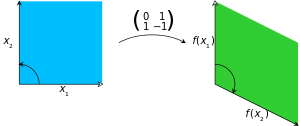 x₂
x₁
(0 1
1 −1)
f(x₁)
f(x₂)